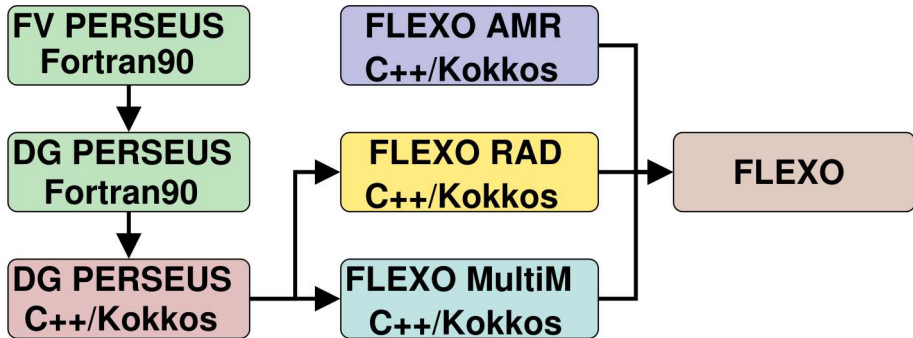 FV PERSEUS
Fortran90
DG PERSEUS
Fortran90
DG PERSEUS
C++/Kokkos
FLEXO AMR
C++/Kokkos
FLEXO RAD
C++/Kokkos
FLEXO MultiM
C++/Kokkos
FLEXO